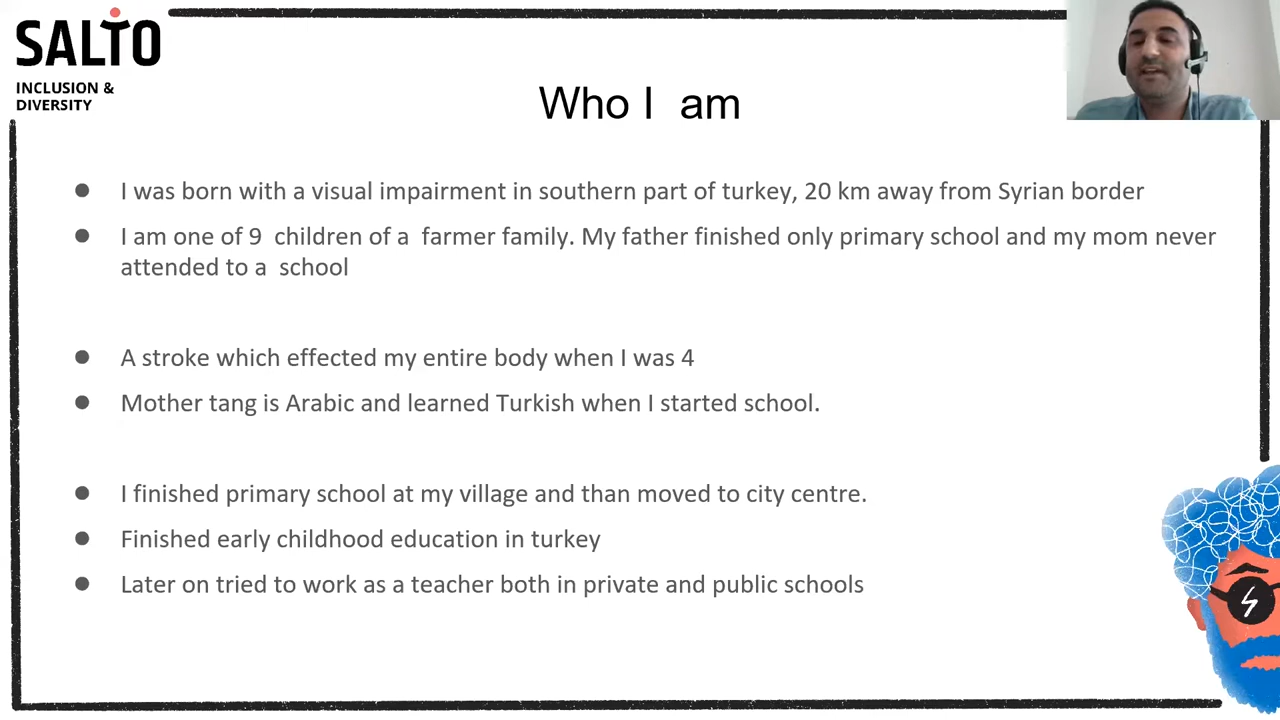 SALTO
INCLUSION &
DIVERSITY
Who I  am
I was born with a visual impairment in southern part of turkey, 20 km away from Syrian border
I am one of 9  children of a  farmer family. My father finished only primary school and my mom never
attended to a  school
A stroke which effected my entire body when I was 4
Mother tang is Arabic and learned Turkish when I started school.
I finished primary school at my village and than moved to city centre.
Finished early childhood education in turkey
Later on tried to work as a teacher both in private and public schools